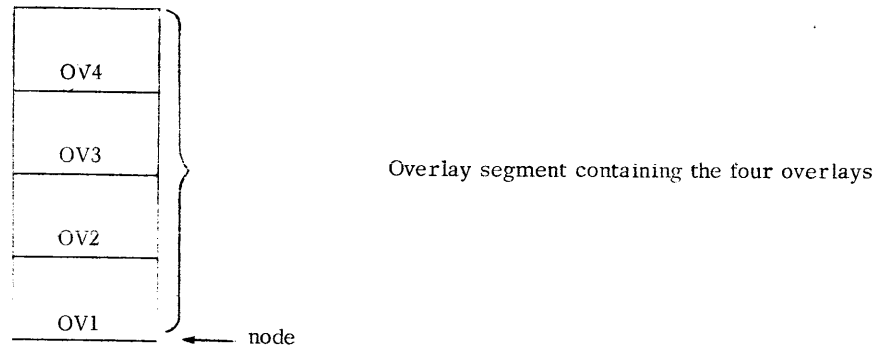 OV4
OV3
Overlay segment containing the four overlays
OV2
OV1
node